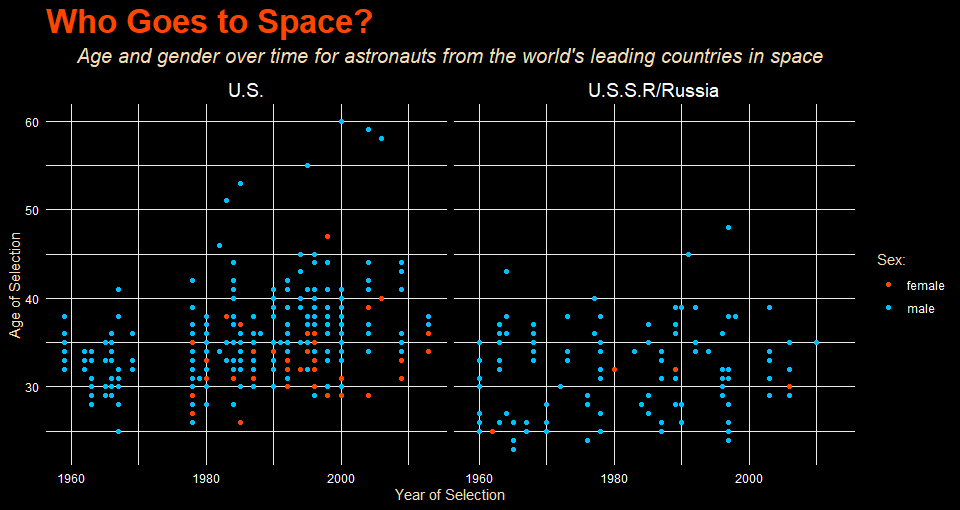 Who Goes to Space?
Age and gender over time for astronauts from the world's leading countries in space
U.S.
U.S.S.R/Russia
60
50
40
30
Age of Selection
1960
1980
2000
1960
1980
2000
Year of Selection
Sex:
female
male